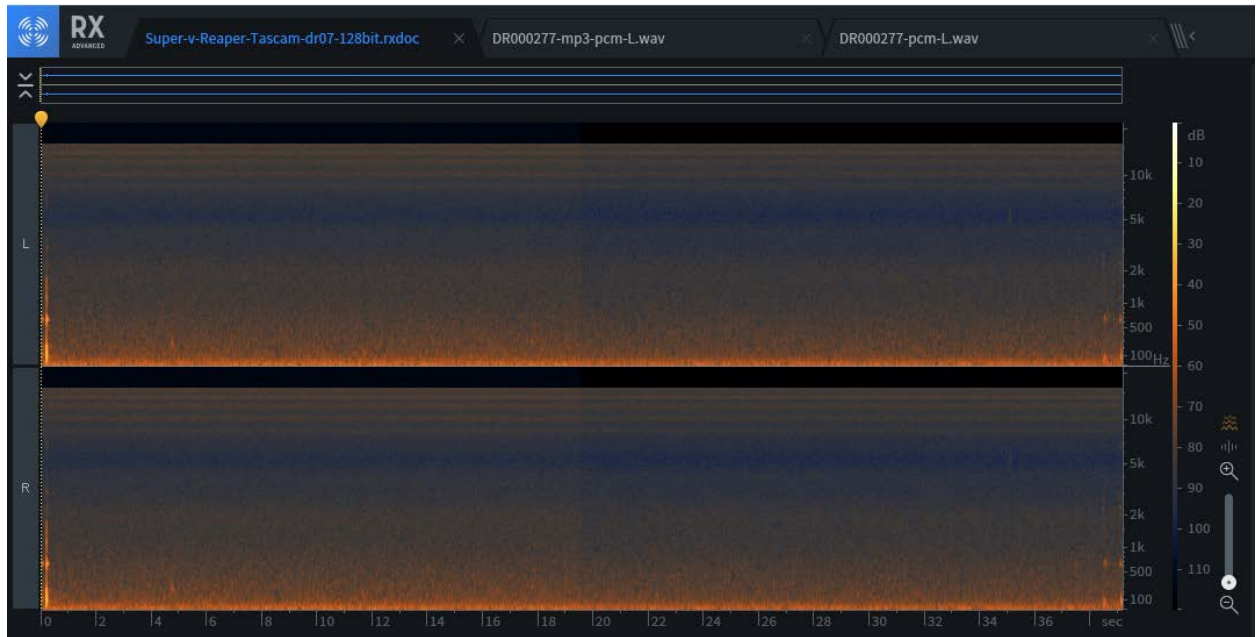 RX
ADVANCED
Super-v-Reaper-Tascam-dr07-128bit.rxdoc ×
DR000277-mp3-pcm-L.wav ×
DR000277-pcm-L.wav ×
dB
10
20
30
40
50
60
70
80
90
100
110
L
10k
5k
2k
1k
500
100 Hz
R
10k
5k
2k
1k
500
100
0 2 4 6 8 10 12 14 16 18 20 22 24 26 28 30 32 34 36 sec